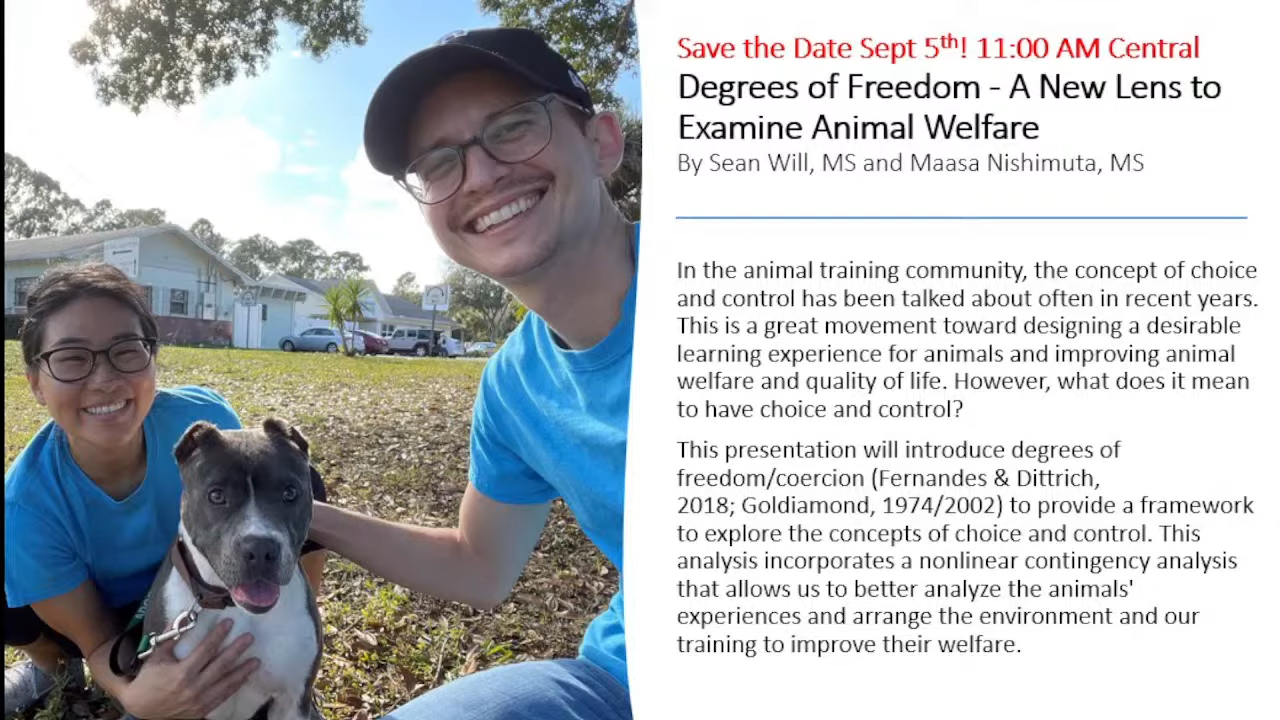 Save the Date Sept 5th! 11:00 AM Central
Degrees of Freedom - A New Lens to
Examine Animal Welfare
By Sean Will, MS and Maasa Nishimuta, MS
In the animal training community, the concept of choice
and control has been talked about often in recent years.
This is a great movement toward designing a desirable
learning experience for animals and improving animal
welfare and quality of life. However, what does it mean
to have choice and control?
This presentation will introduce degrees of
freedom/coercion (Fernandes & Dittrich,
2018; Goldiamond, 1974/2002) to provide a framework
to explore the concepts of choice and control. This
analysis incorporates a nonlinear contingency analysis
that allows us to better analyze the animals'
experiences and arrange the environment and our
training to improve their welfare.